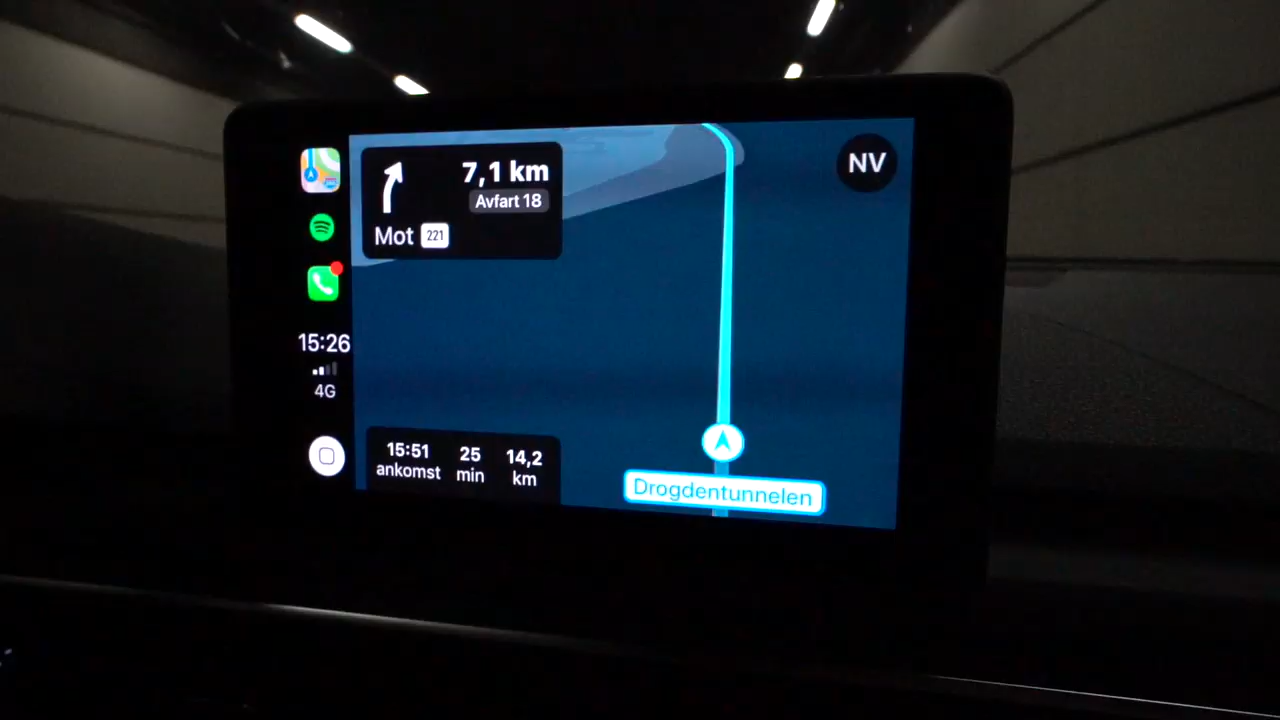 7,1 km
Avfart 18
Mot 221
NV
15:26
4G
15:51 25 14,2
ankomst min km
Drogdentunnelen